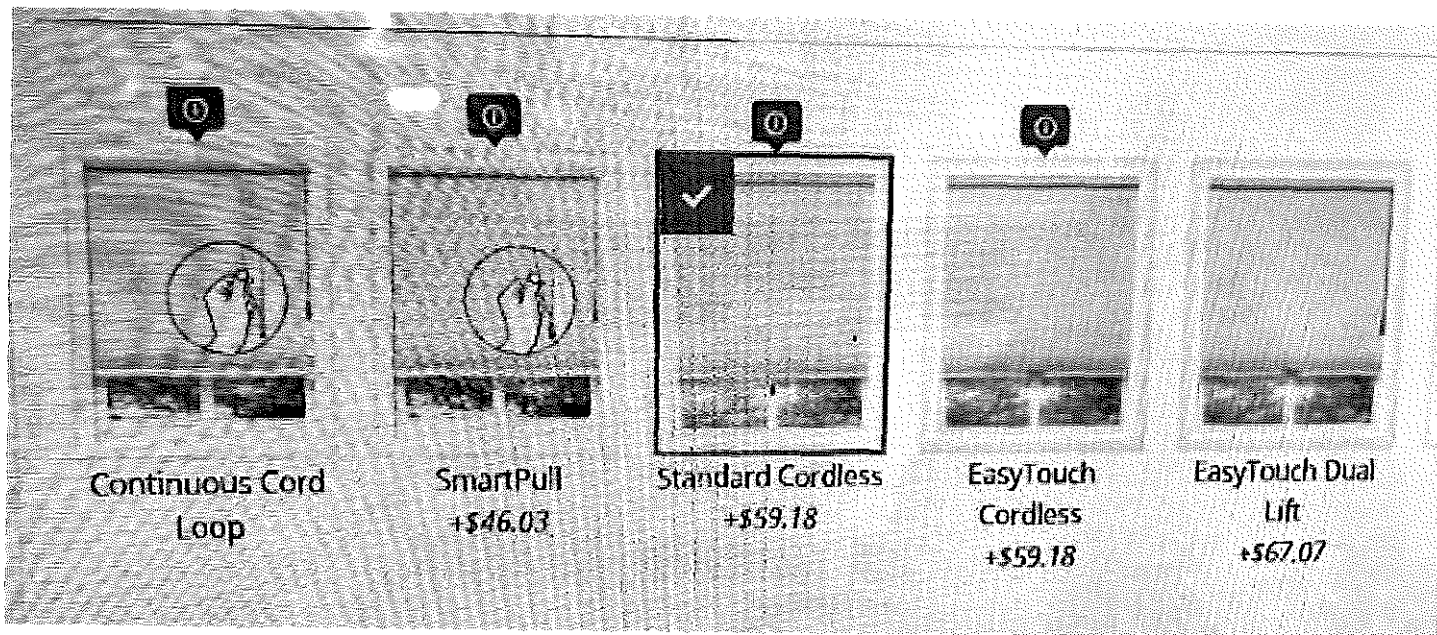 Continuous Cord
Loop
SmartPull
+$46.03
Standard Cordless
+$59.18
EasyTouch
Cordless
+$59.18
EasyTouch Dual
Lift
+$67.07